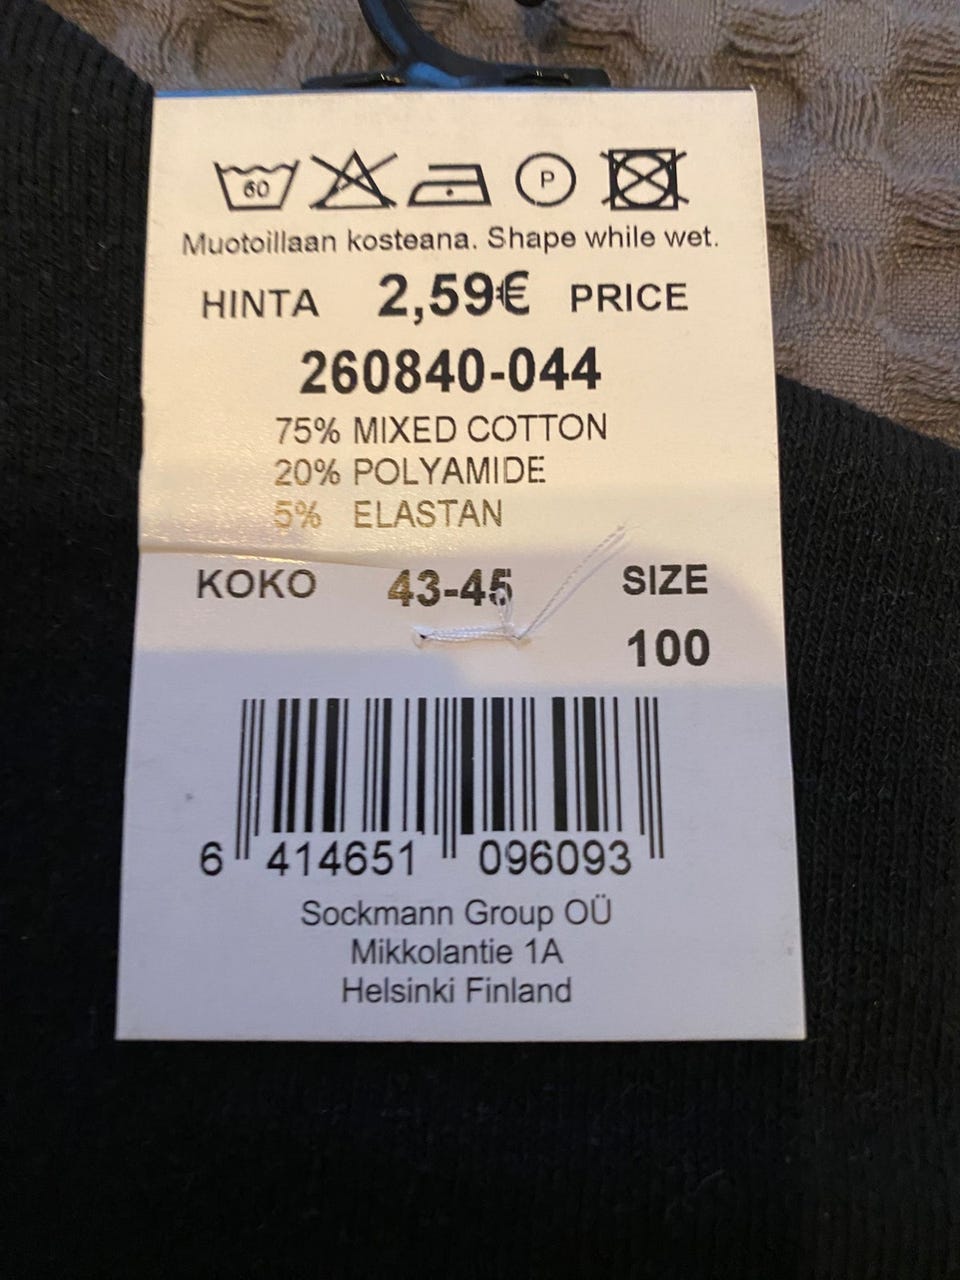 60 P
Muotoillaan kosteana. Shape while wet.
HINTA 2,59€ PRICE
260840-044
75% MIXED COTTON
20% POLYAMIDE
5% ELASTAN
KOKO 43-45 SIZE
100
6 414651 096093
Sockmann Group OÜ
Mikkolantie 1A
Helsinki Finland